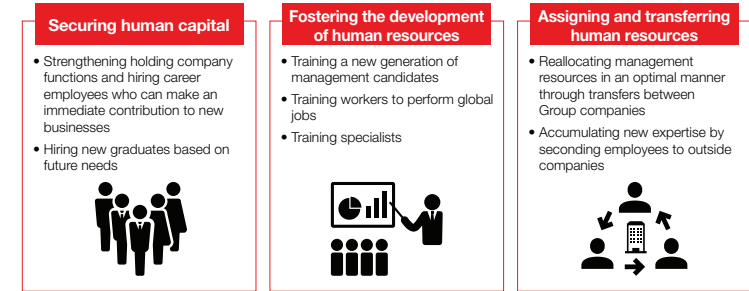 Securing human capital
• Strengthening holding company
functions and hiring career
employees who can make an
immediate contribution to new
businesses
• Hiring new graduates based on
future needs
Fostering the development
of human resources
• Training a new generation of
management candidates
• Training workers to perform global
jobs
• Training specialists
Assigning and transferring
human resources
• Reallocating management
resources in an optimal manner
through transfers between
Group companies
• Accumulating new expertise by
seconding employees to outside
companies